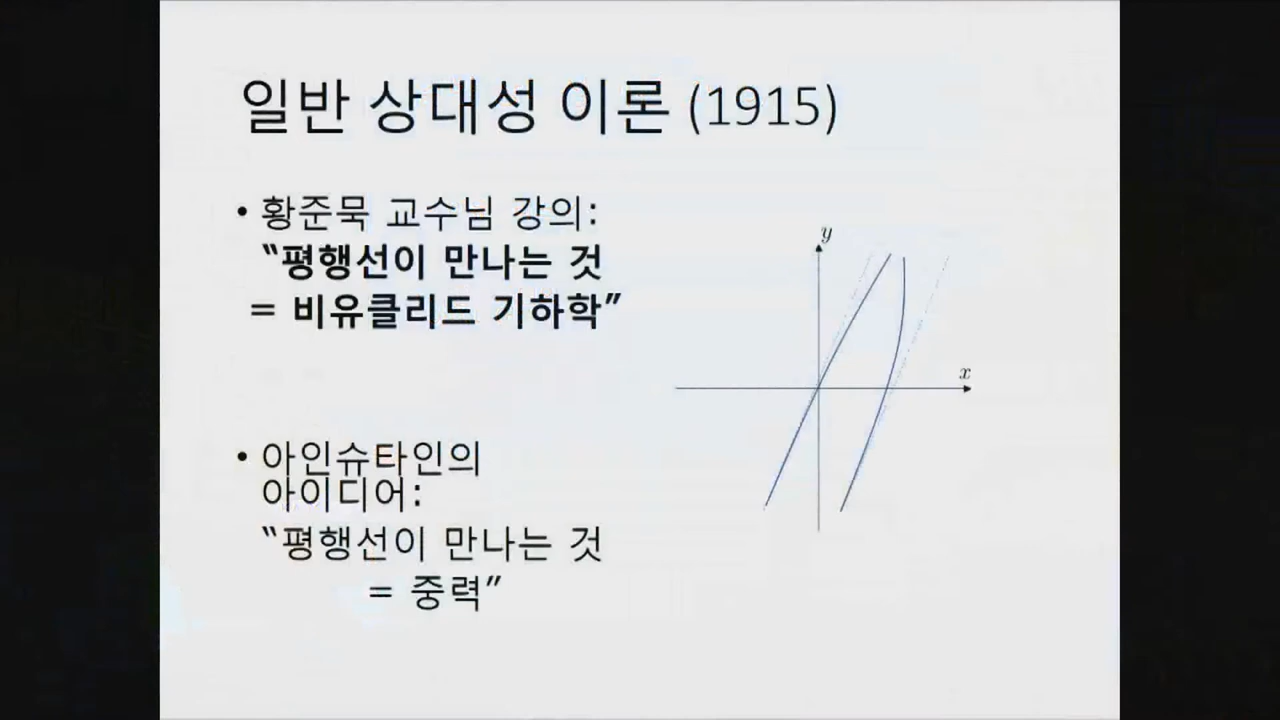 일반 상대성 이론 (1915)
• 황준묵 교수님 강의:
“평행선이 만나는 것
= 비유클리드 기하학”
• 아인슈타인의
아이디어:
“평행선이 만나는 것
= 중력”
y
x